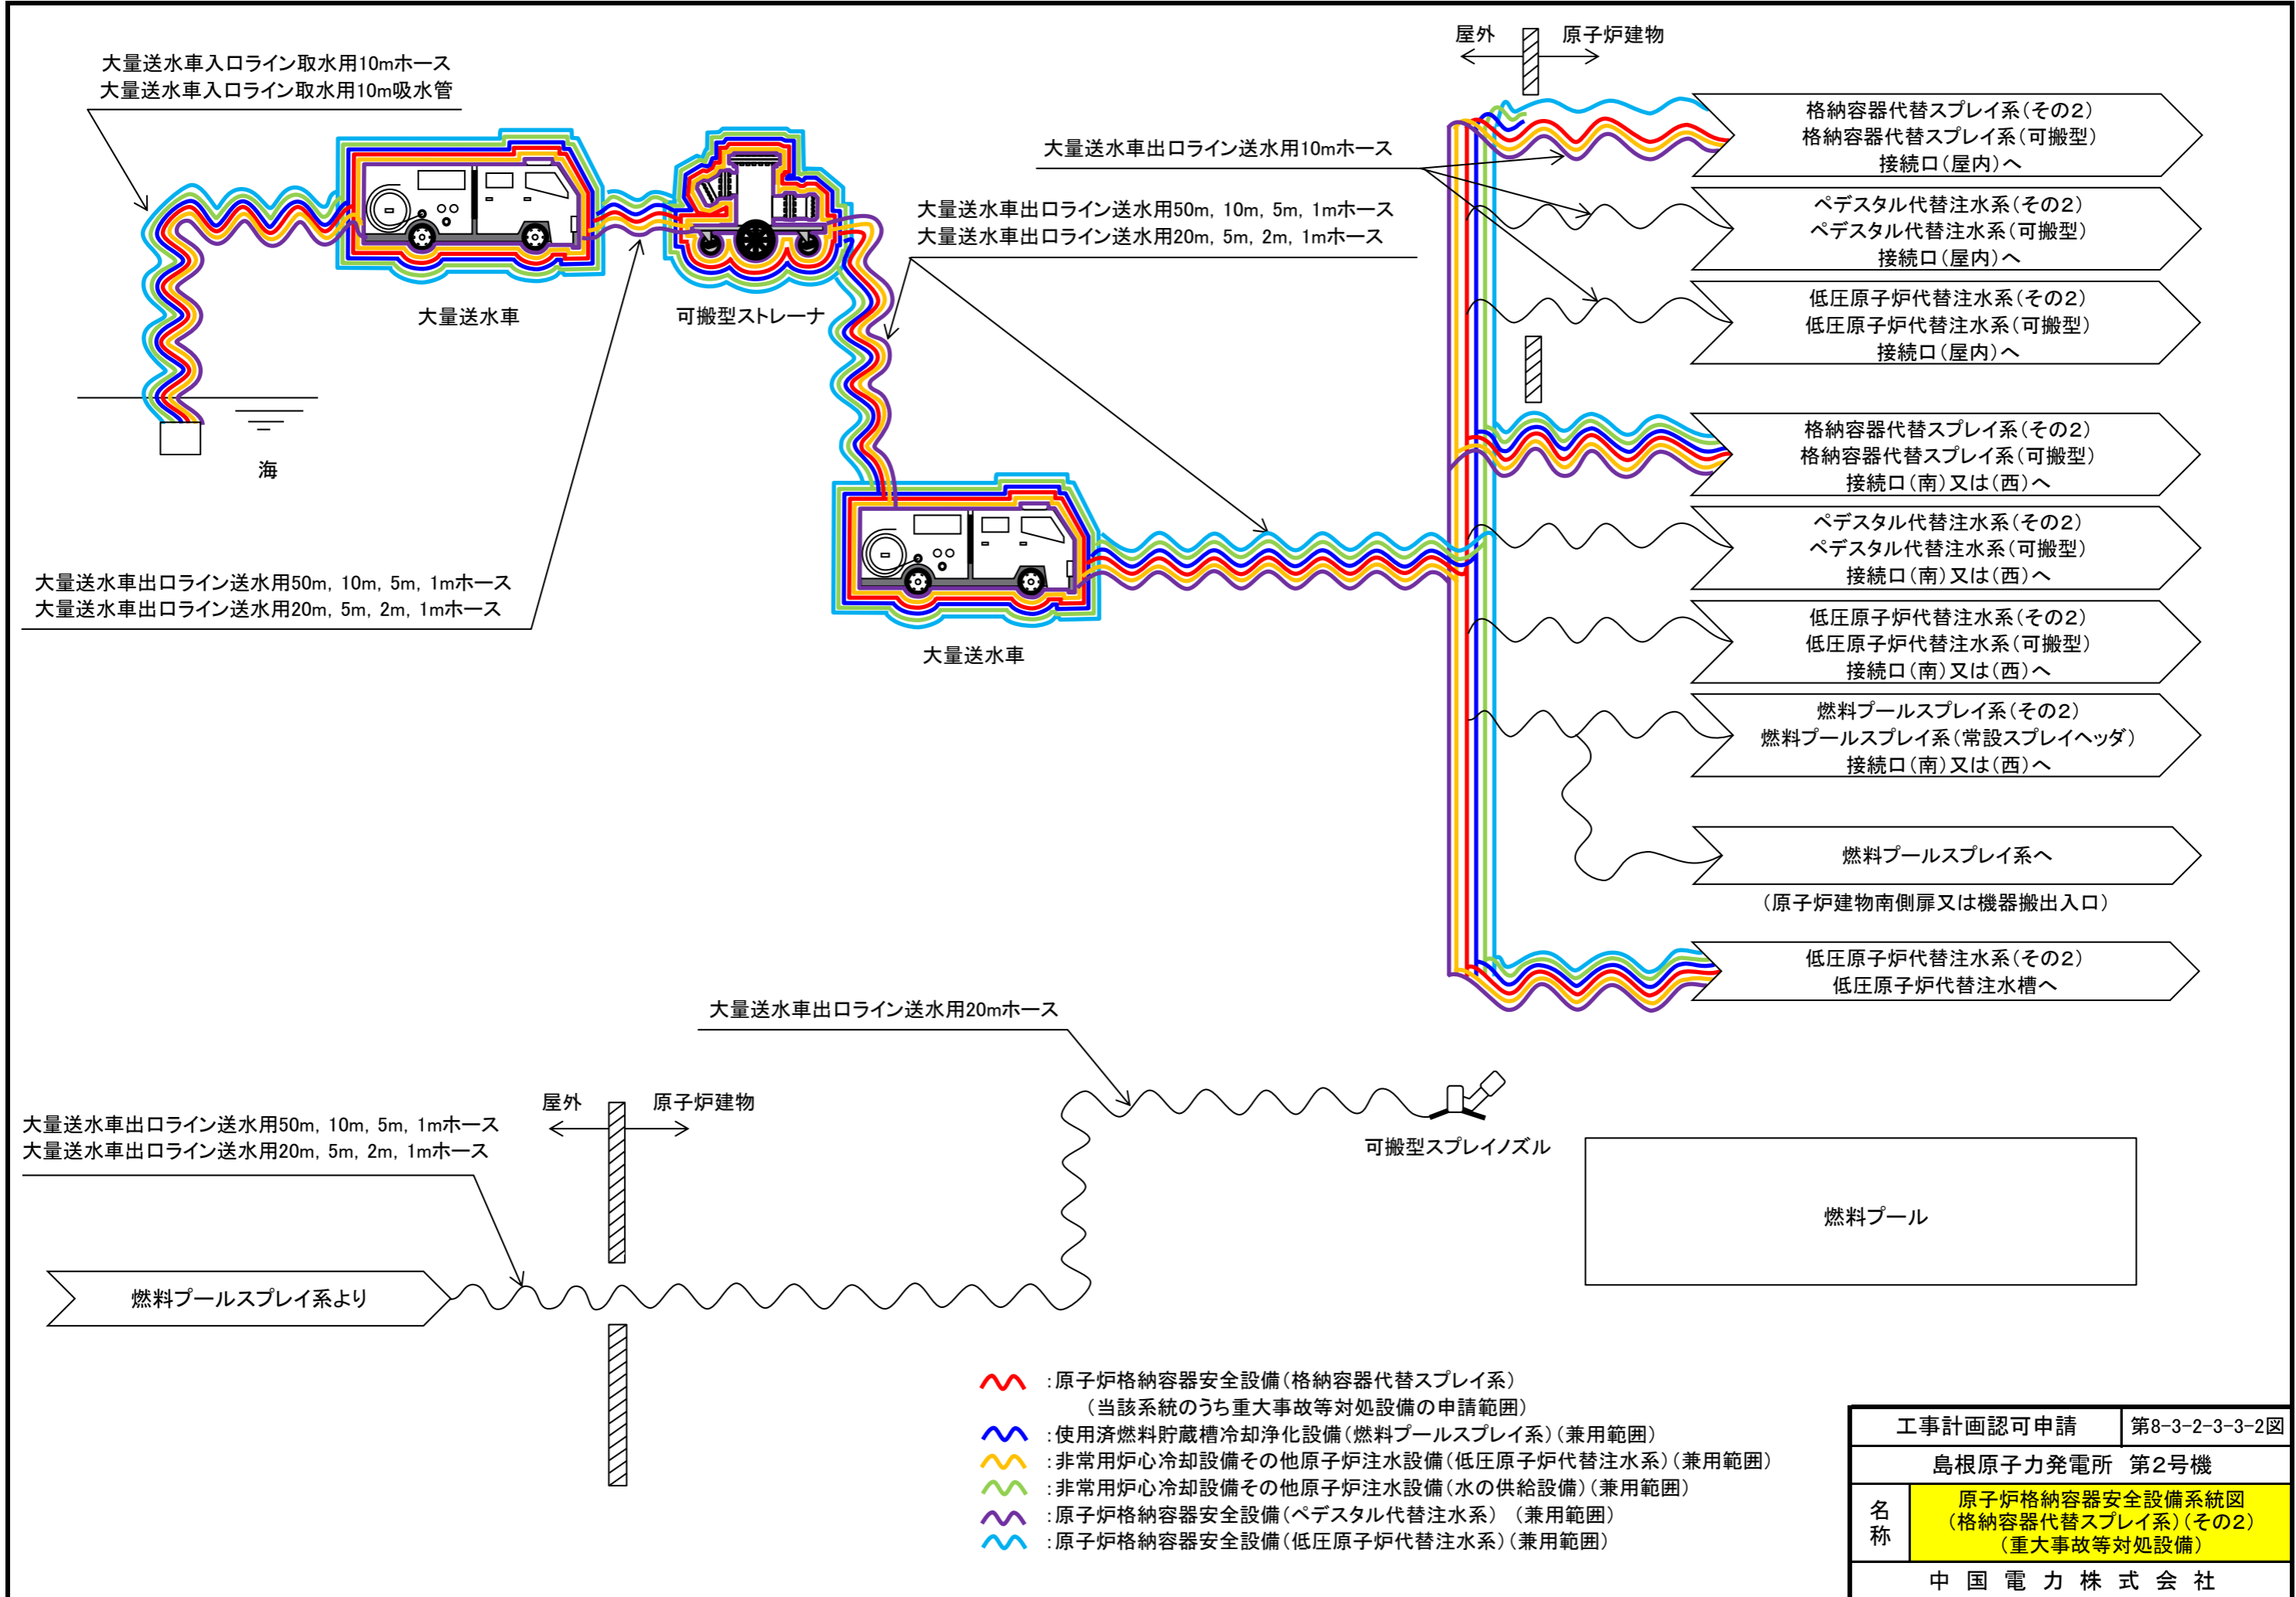 大量送水車入口ライン取水用10mホース
大量送水車入口ライン取水用10m吸水管
大量送水車
可搬型ストレーナ
海
大量送水車出口ライン送水用50m, 10m, 5m, 1mホース
大量送水車出口ライン送水用20m, 5m, 2m, 1mホース
大量送水車出口ライン送水用10mホース
大量送水車出口ライン送水用50m, 10m, 5m, 1mホース
大量送水車出口ライン送水用20m, 5m, 2m, 1mホース
大量送水車
屋外
原子炉建物
格納容器代替スプレイ系(その2)
格納容器代替スプレイ系(可搬型)
接続口(屋内)へ
ペデスタル代替注水系(その2)
ペデスタル代替注水系(可搬型)
接続口(屋内)へ
低圧原子炉代替注水系(その2)
低圧原子炉代替注水系(可搬型)
接続口(屋内)へ
格納容器代替スプレイ系(その2)
格納容器代替スプレイ系(可搬型)
接続口(南)又は(西)へ
ペデスタル代替注水系(その2)
ペデスタル代替注水系(可搬型)
接続口(南)又は(西)へ
低圧原子炉代替注水系(その2)
低圧原子炉代替注水系(可搬型)
接続口(南)又は(西)へ
燃料プールスプレイ系(その2)
燃料プールスプレイ系(常設スプレイヘッダ)
接続口(南)又は(西)へ
燃料プールスプレイ系へ
(原子炉建物南側扉又は機器搬出入口)
低圧原子炉代替注水系(その2)
低圧原子炉代替注水槽へ
大量送水車出口ライン送水用20mホース
屋外
原子炉建物
大量送水車出口ライン送水用50m, 10m, 5m, 1mホース
大量送水車出口ライン送水用20m, 5m, 2m, 1mホース
可搬型スプレイノズル
燃料プール
燃料プールスプレイ系より
:原子炉格納容器安全設備(格納容器代替スプレイ系)
(当該系統のうち重大事故等対処設備の申請範囲)
:使用済燃料貯蔵槽冷却浄化設備(燃料プールスプレイ系)(兼用範囲)
:非常用炉心冷却設備その他原子炉注水設備(低圧原子炉代替注水系)(兼用範囲)
:非常用炉心冷却設備その他原子炉注水設備(水の供給設備)(兼用範囲)
:原子炉格納容器安全設備(ペデスタル代替注水系) (兼用範囲)
:原子炉格納容器安全設備(低圧原子炉代替注水系)(兼用範囲)
工事計画認可申請 第8-3-2-3-3-2図
島根原子力発電所 第2号機
名称
原子炉格納容器安全設備系統図
(格納容器代替スプレイ系)(その2)
(重大事故等対処設備)
中国電力株式会社